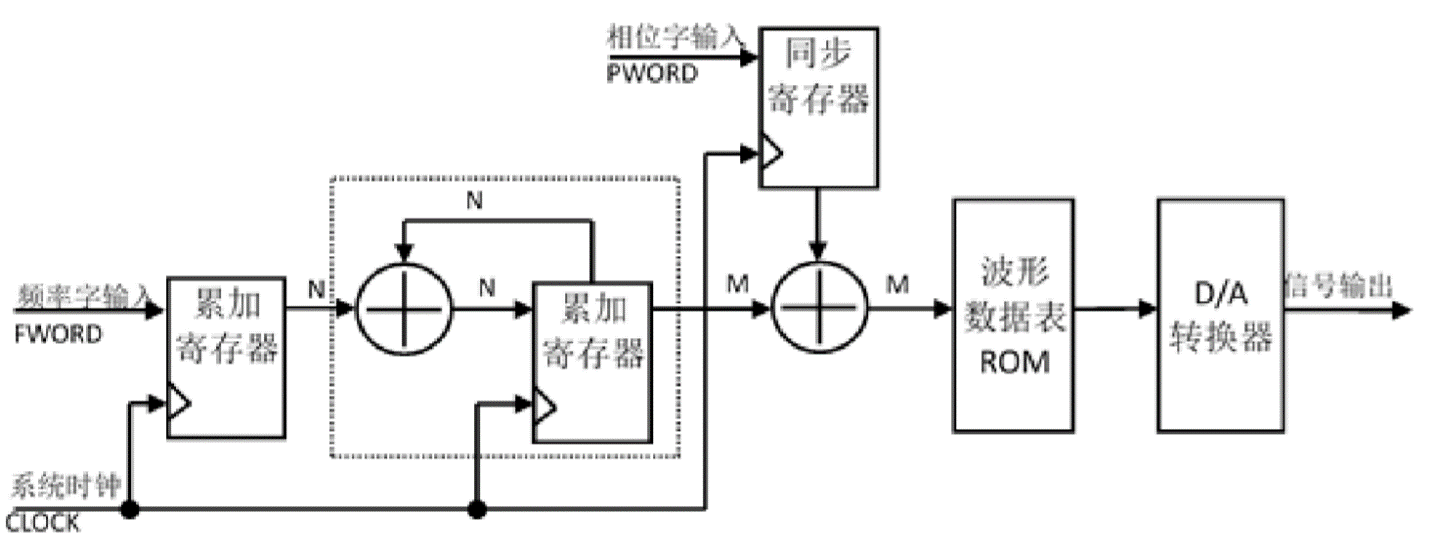 相位字输入
PWORD
同步
寄存器
N
频率字输入
FWORD
累加
寄存器
N
N
累加
寄存器
M
M
波形
数据表
ROM
D/A
转换器
信号输出
系统时钟
CLOCK